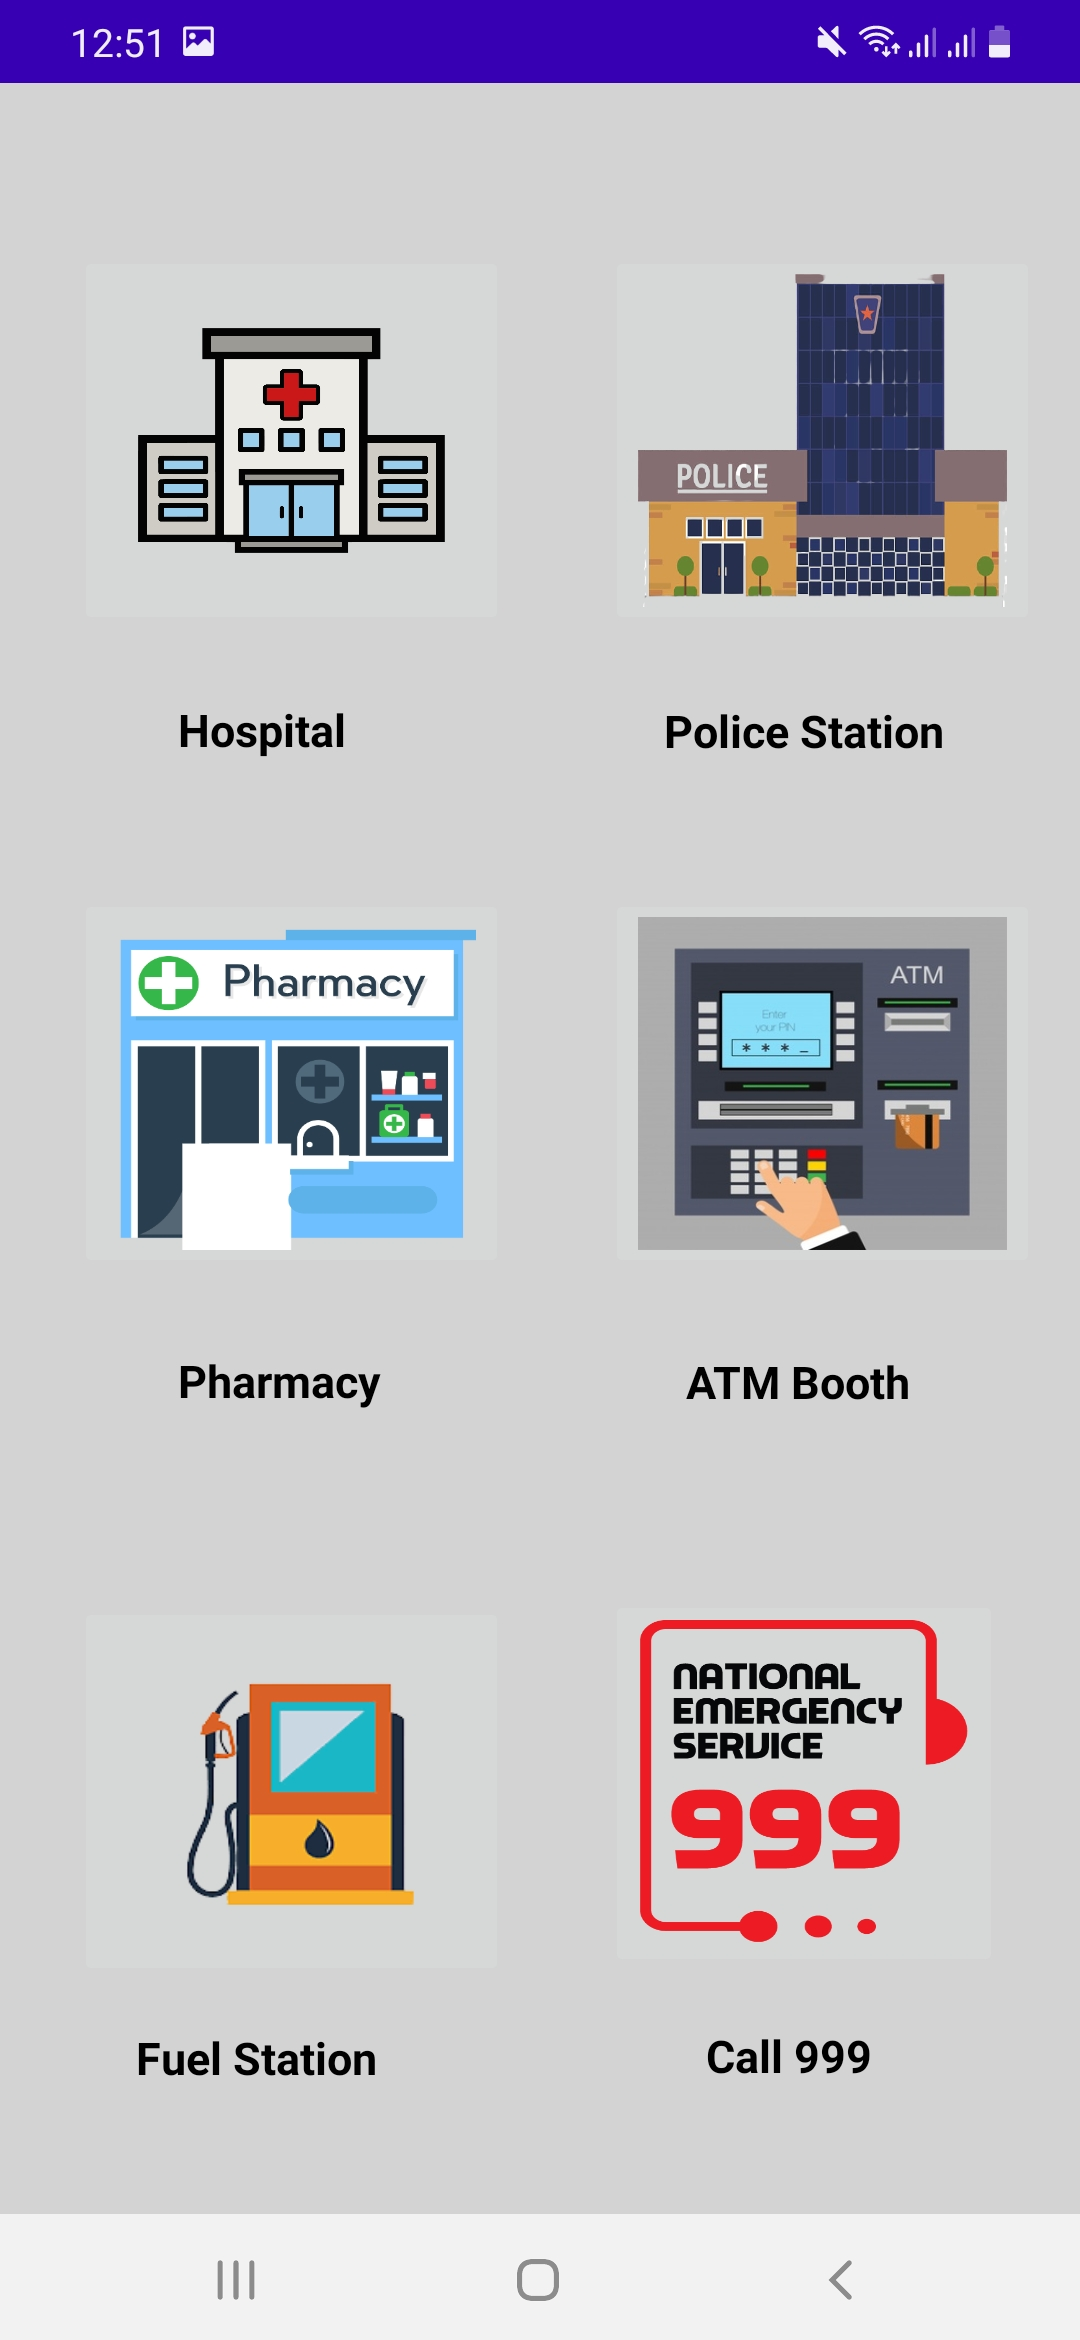 12:51
POLICE
Hospital
Police Station
Pharmacy
ATM
Enter
your PIN
* * * _
Pharmacy
ATM Booth
NATIONAL
EMERGENCY
SERVICE
999
Fuel Station
Call 999